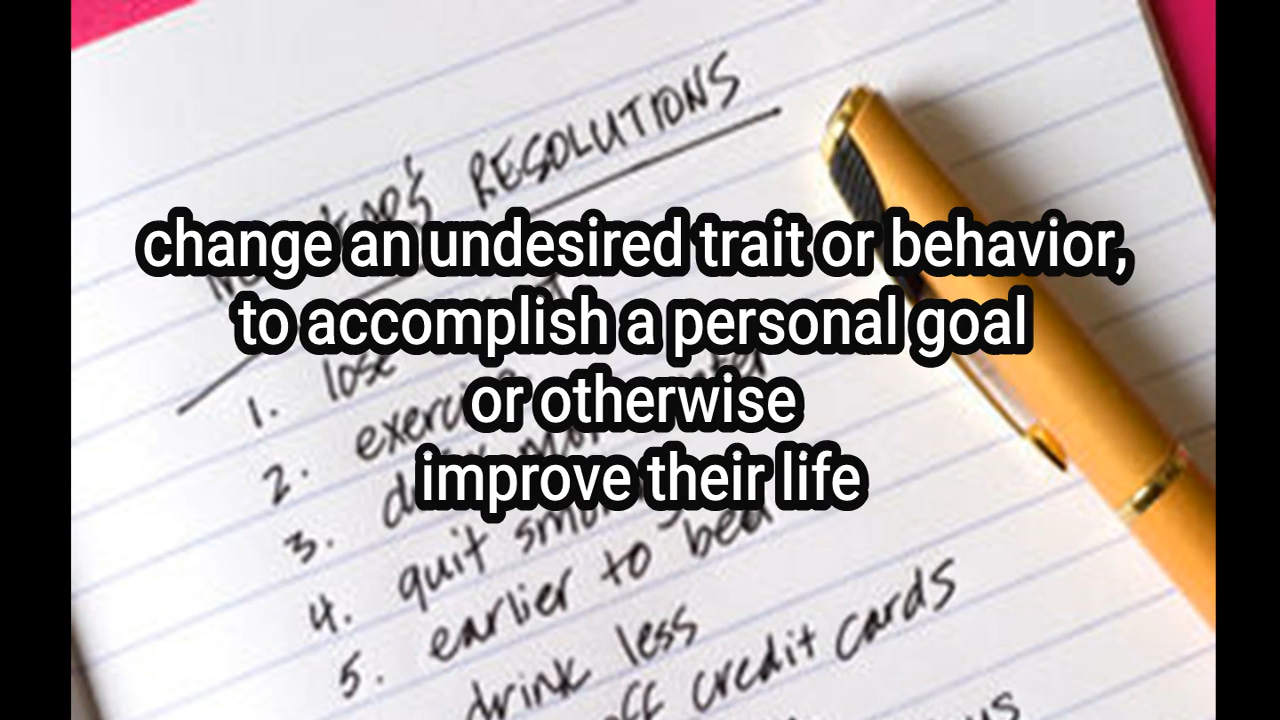 RESOLUTIONS
change an undesired trait or behavior,
to accomplish a personal goal
or otherwise
improve their life
1. lose
2.
3.
4. quit
5. earlier to bed
drink less
credit cards